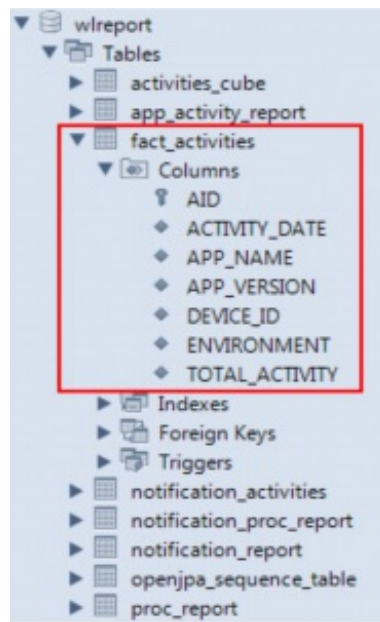 wlreport
Tables
activities_cube
app_activity_report
fact_activities
Columns
AID
ACTIVITY_DATE
APP_NAME
APP_VERSION
DEVICE_ID
ENVIRONMENT
TOTAL_ACTIVITY
Indexes
Foreign Keys
Triggers
notification_activities
notification_proc_report
notification_report
openjpa_sequence_table
proc_report